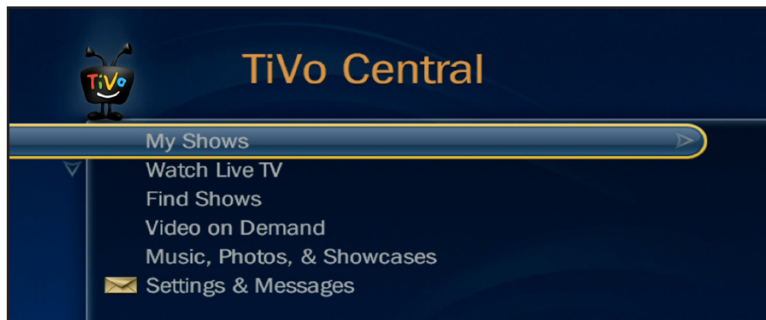 TiVo
TiVo Central
My Shows
Watch Live TV
Find Shows
Video on Demand
Music, Photos, & Showcases
Settings & Messages